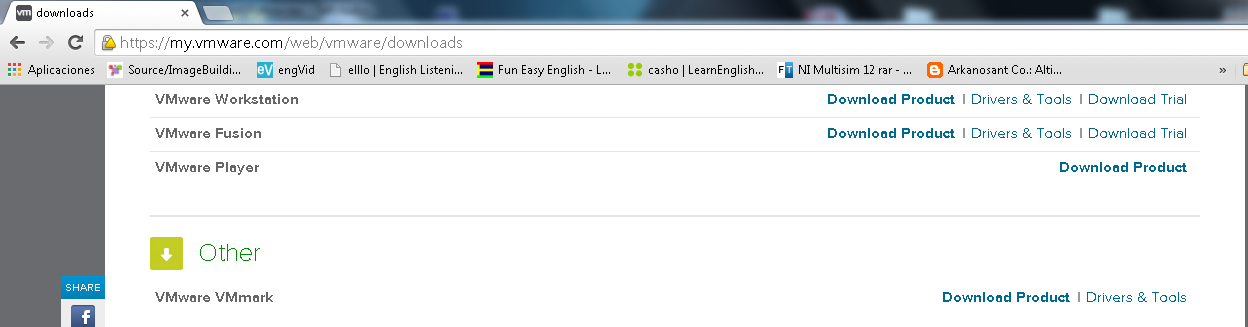 vm downloads
https://my.vmware.com/web/vmware/downloads
Aplicaciones Source/ImageBuildi... eV engVid elllo | English Listeni... Fun Easy English - L... casho | LearnEnglish... FT NI Multisim 12 rar - ... Arkanosant Co.: Alti... »
VMware Workstation Download Product | Drivers & Tools | Download Trial
VMware Fusion Download Product | Drivers & Tools | Download Trial
VMware Player Download Product
Other
SHARE
VMware VMmark Download Product | Drivers & Tools
f